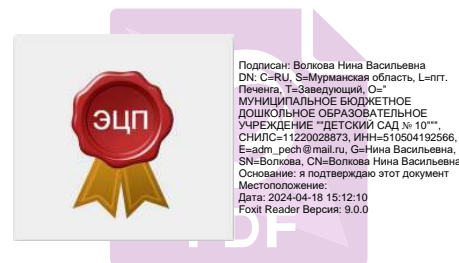 ЭЦП
Подписан: Волкова Нина Васильевна
DN: C=RU, S=Мурманская область, L=пгт.
Печенга, T=Заведующий, O="
МУНИЦИПАЛЬНОЕ БЮДЖЕТНОЕ
ДОШКОЛЬНОЕ ОБРАЗОВАТЕЛЬНОЕ
УЧРЕЖДЕНИЕ ""ДЕТСКИЙ САД № 10""",
СНИЛС=11220028873, ИНН=510504192566,
E=adm_pech@mail.ru, G=Нина Васильевна,
SN=Волкова, CN=Волкова Нина Васильевна
Основание: я подтверждаю этот документ
Местоположение:
Дата: 2024-04-18 15:12:10
Foxit Reader Версия: 9.0.0
PDF